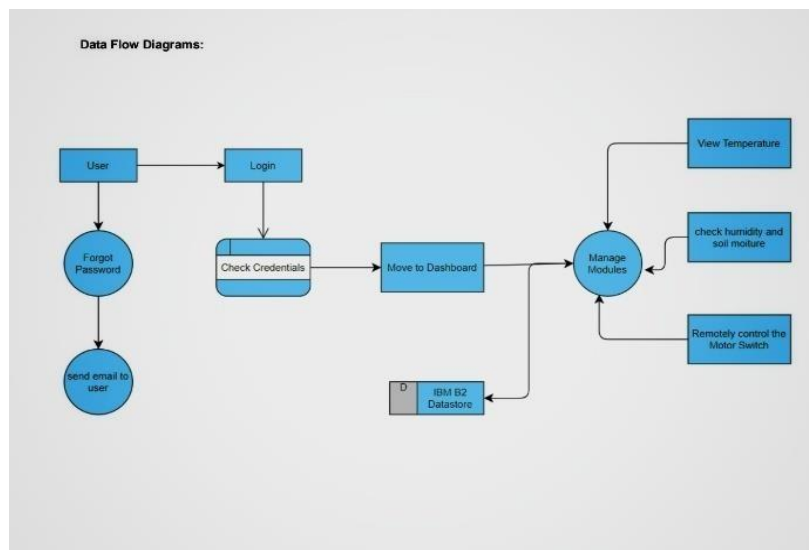 Data Flow Diagrams:
User
Login
View Temperature
Forgot
Password
Check Credentials
Move to Dashboard
Manage
Modules
check humidity and
soil moiture
send email to
user
D
IBM B2
Datastore
Remotely control the
Motor Switch